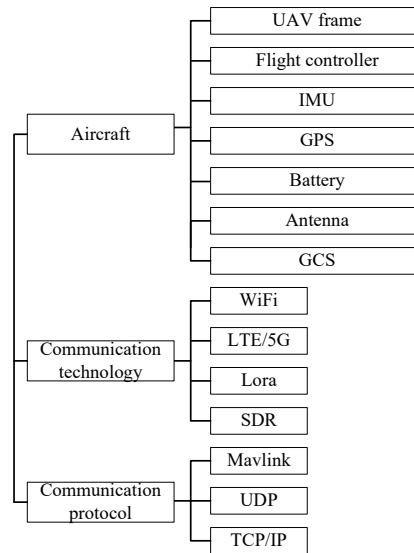 UAV frame
Flight controller
IMU
Aircraft
GPS
Battery
Antenna
GCS
WiFi
Communication
technology
LTE/5G
Lora
SDR
Communication
protocol
Mavlink
UDP
TCP/IP